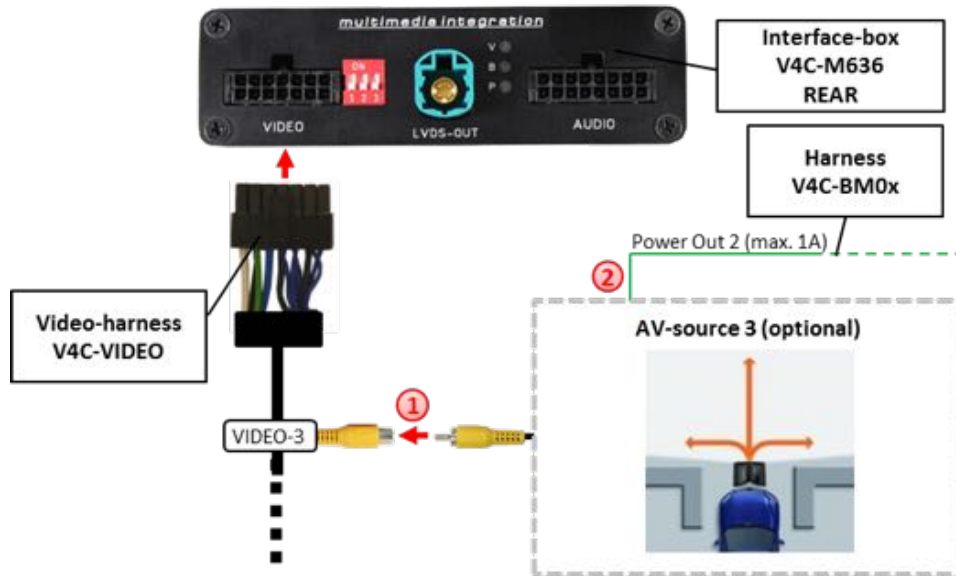 multimedia integration
Interface-box
V4C-M636
REAR
V
B
P
ON
1 2 3
VIDEO
LVDS-OUT
AUDIO
Harness
V4C-BM0x
Power Out 2 (max. 1A)
2
Video-harness
V4C-VIDEO
AV-source 3 (optional)
1
VIDEO-3